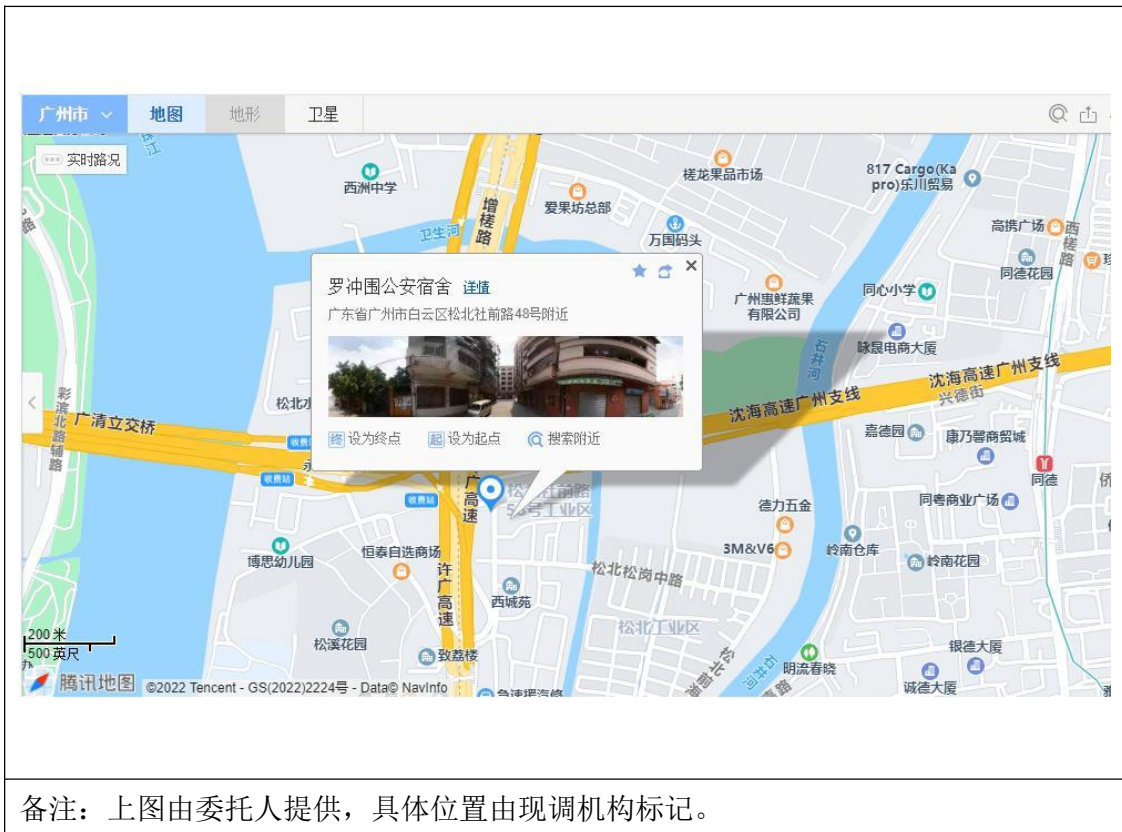 广州市
地图
地形
卫星
实时路况
西洲中学
增槎路
卫生河
爱果坊总部
槎龙果品市场
万国码头
817 Cargo(Ka
pro)乐川贸易
高携广场
西槎路
同德花园
同心小学
广州惠鲜蔬果
有限公司
石井河
咏晟电商大厦
罗冲围公安宿舍 详情
广东省广州市白云区松北社前路48号附近
设为终点
设为起点
搜索附近
沈海高速广州支线
沈海高速广州支线
兴德街
彩滨北路辅路
广清立交桥
收费站
嘉德园
康乃馨商贸城
同德
同粤商业广场
广高速
德力五金
3M&V6
岭南仓库
岭南花园
博思幼儿园
恒泰自选商场
许广高速
西城苑
松北松岗中路
松北工业区
松溪花园
致荔楼
石井河
明流春晓
银德大厦
诚德大厦
200 米
500 英尺
腾讯地图
©2022 Tencent - GS(2022)2224号 - Data© NavInfo
备注：上图由委托人提供，具体位置由现调机构标记。